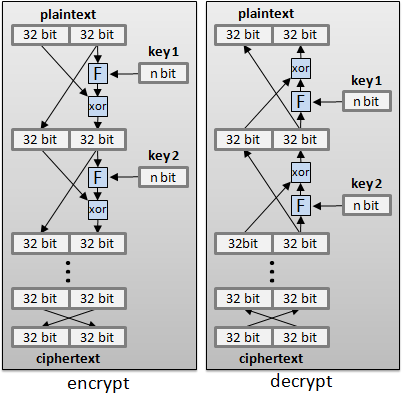 plaintext
32 bit 32 bit
key1
F
n bit
xor
32 bit 32 bit
key2
F
n bit
xor
32 bit 32 bit
32 bit 32 bit
32 bit 32 bit
ciphertext
encrypt
plaintext
32 bit 32 bit
xor
key1
F
n bit
32 bit 32 bit
xor
key2
F
n bit
32bit 32 bit
32 bit 32 bit
32 bit 32 bit
ciphertext
decrypt